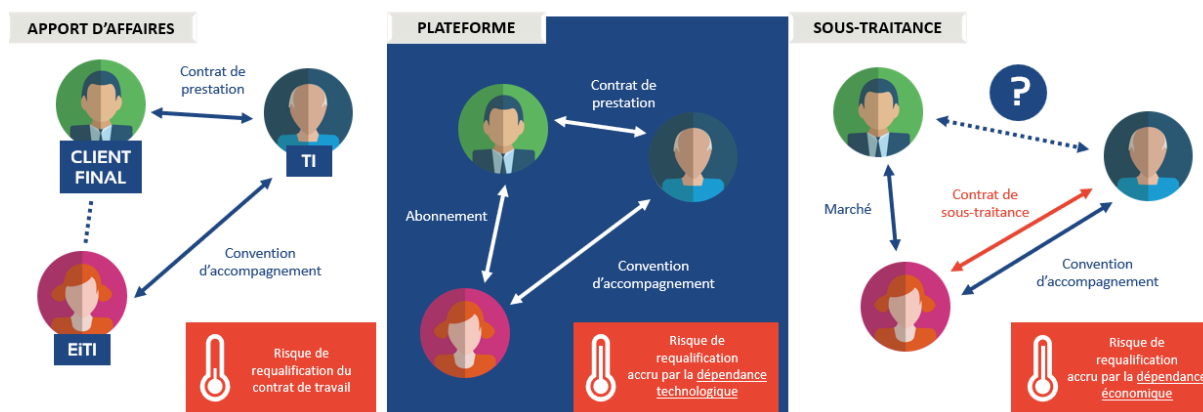 APPORT D’AFFAIRES
Contrat de
prestation
CLIENT
FINAL
TI
Convention
d’accompagnement
EiTI
Risque de
requalification du
contrat de travail
PLATEFORME
Contrat de
prestation
Abonnement
Convention
d’accompagnement
Risque de
requalification
accru par la dépendance
technologique
SOUS-TRAITANCE
?
Contrat de
sous-traitance
Marché
Convention
d’accompagnement
Risque de
requalification
accru par la dépendance
économique